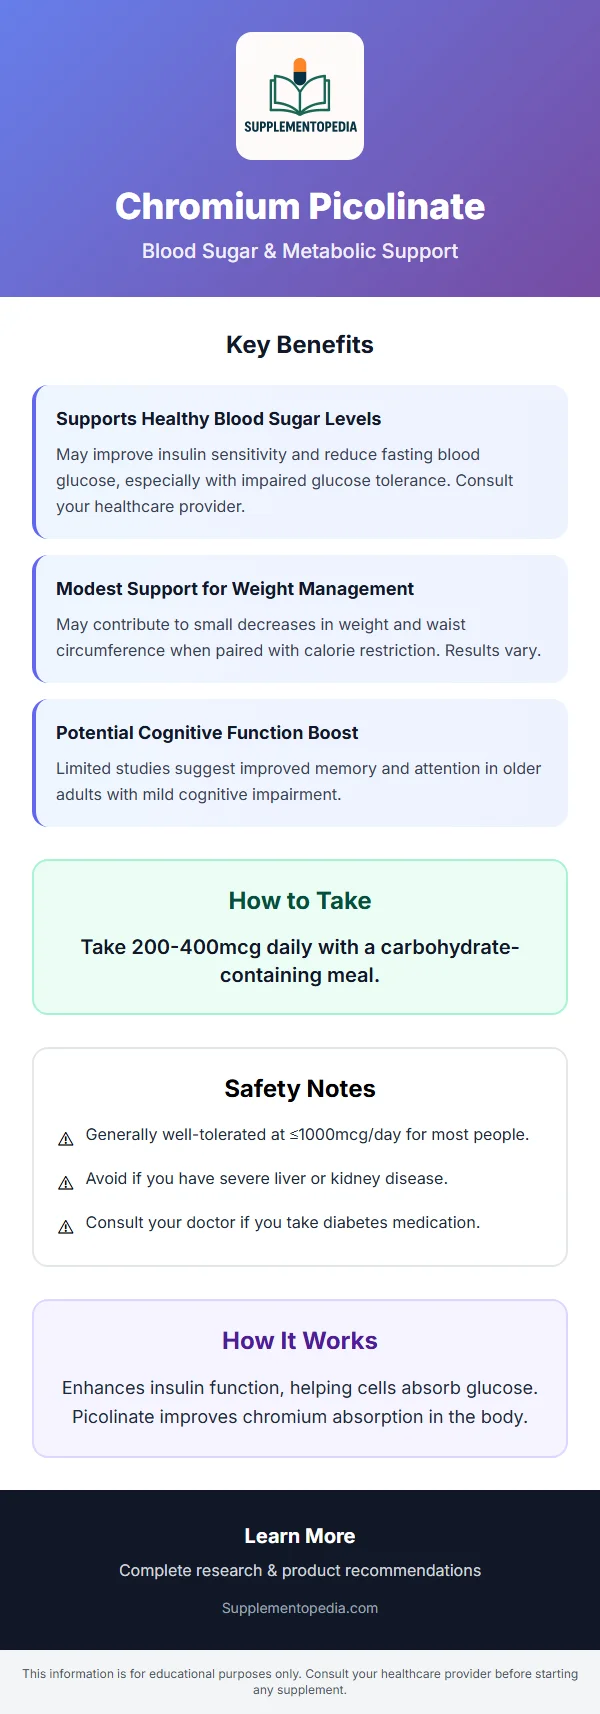 SUPPLEMENTOPEDIA
Chromium Picolinate
Blood Sugar & Metabolic Support
Key Benefits
Supports Healthy Blood Sugar Levels
May improve insulin sensitivity and reduce fasting blood
glucose, especially with impaired glucose tolerance. Consult
your healthcare provider.
Modest Support for Weight Management
May contribute to small decreases in weight and waist
circumference when paired with calorie restriction. Results vary.
Potential Cognitive Function Boost
Limited studies suggest improved memory and attention in older
adults with mild cognitive impairment.
How to Take
Take 200-400mcg daily with a carbohydrate-
containing meal.
Safety Notes
⚠ Generally well-tolerated at ≤1000mcg/day for most people.
⚠ Avoid if you have severe liver or kidney disease.
⚠ Consult your doctor if you take diabetes medication.
How It Works
Enhances insulin function, helping cells absorb glucose.
Picolinate improves chromium absorption in the body.
Learn More
Complete research & product recommendations
Supplementopedia.com
This information is for educational purposes only. Consult your healthcare provider before starting
any supplement.